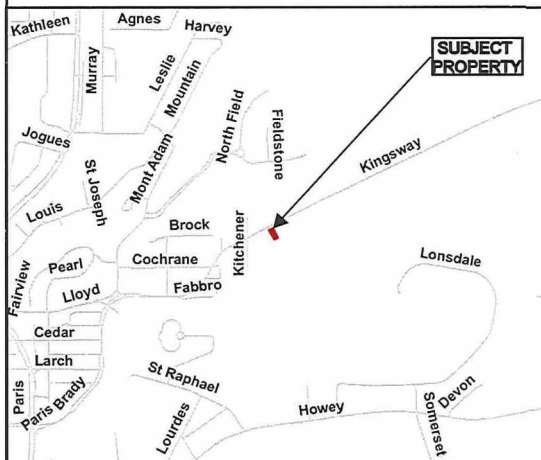 Kathleen
Agnes
Harvey
Murray
Leslie
Mountain
SUBJECT
PROPERTY
Jogues
St Joseph
Mont Adam
North Field
Fieldstone
Kingsway
Louis
Brock
Kitchener
Lonsdale
Fairview
Pearl
Cochrane
Lloyd
Fabbro
Cedar
Larch
St Raphael
Paris
Paris Brady
Lourdes
Howey
Somerset
Devon